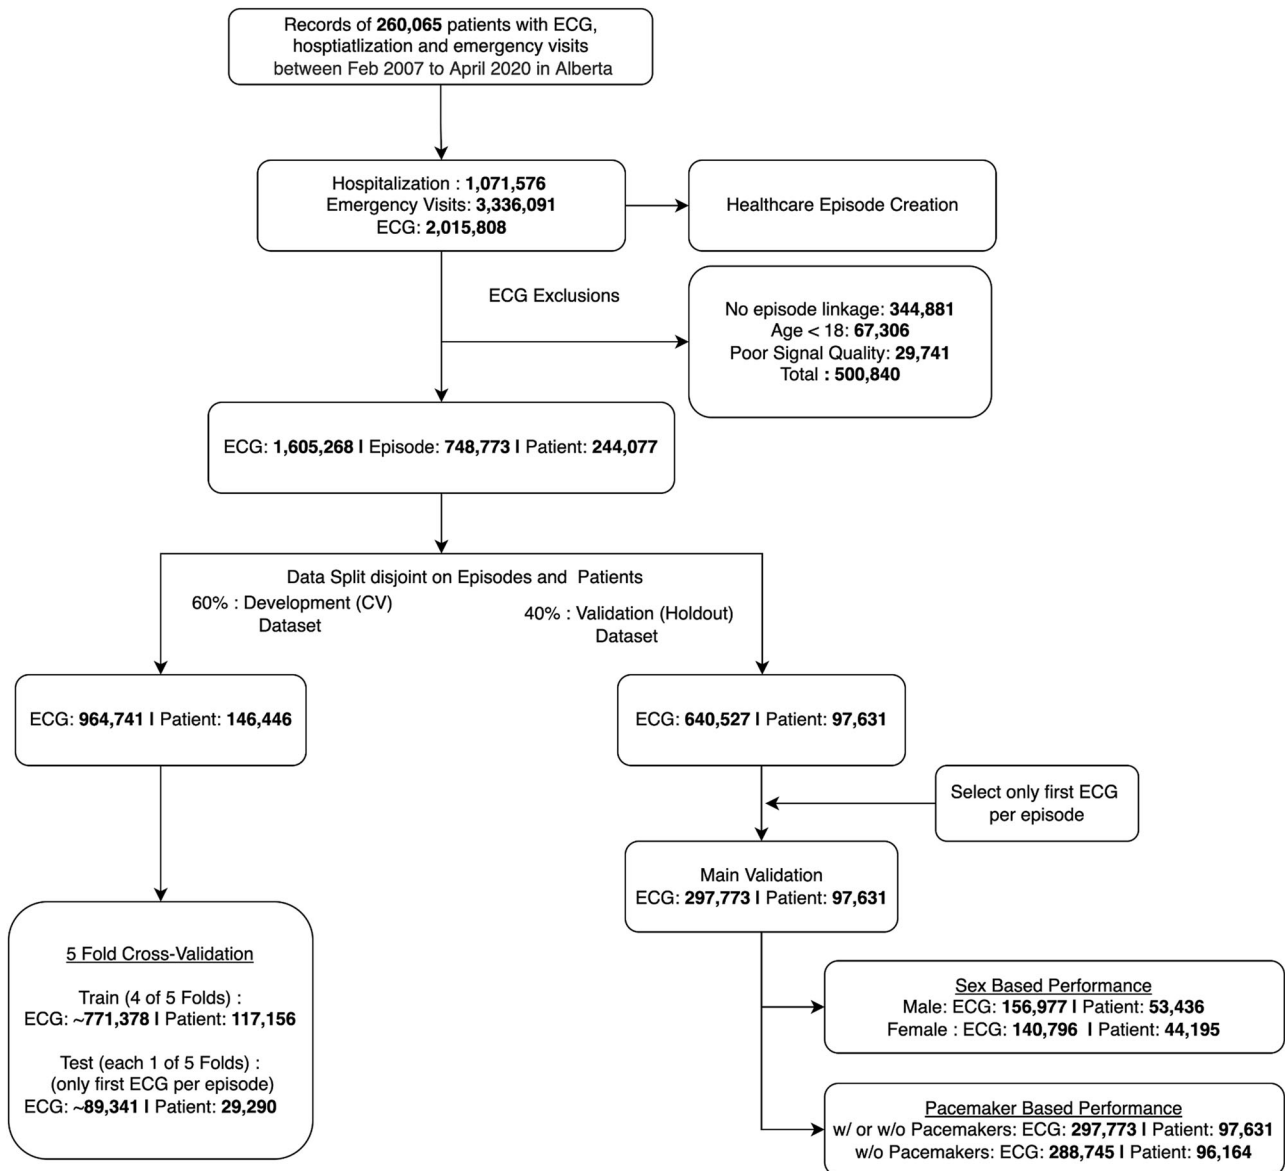 Records of 260,065 patients with ECG,
hosptiatlization and emergency visits
between Feb 2007 to April 2020 in Alberta
Hospitalization : 1,071,576
Emergency Visits: 3,336,091
ECG: 2,015,808
Healthcare Episode Creation
ECG Exclusions
No episode linkage: 344,881
Age < 18: 67,306
Poor Signal Quality: 29,741
Total : 500,840
ECG: 1,605,268 I Episode: 748,773 I Patient: 244,077
Data Split disjoint on Episodes and Patients
60% : Development (CV)
Dataset
40% : Validation (Holdout)
Dataset
ECG: 964,741 I Patient: 146,446
ECG: 640,527 I Patient: 97,631
Select only first ECG
per episode
Main Validation
ECG: 297,773 I Patient: 97,631
5 Fold Cross-Validation
Train (4 of 5 Folds) :
ECG: ~771,378 I Patient: 117,156
Test (each 1 of 5 Folds) :
(only first ECG per episode)
ECG: ~89,341 I Patient: 29,290
Sex Based Performance
Male: ECG: 156,977 I Patient: 53,436
Female : ECG: 140,796 I Patient: 44,195
Pacemaker Based Performance
w/ or w/o Pacemakers: ECG: 297,773 I Patient: 97,631
w/o Pacemakers: ECG: 288,745 I Patient: 96,164